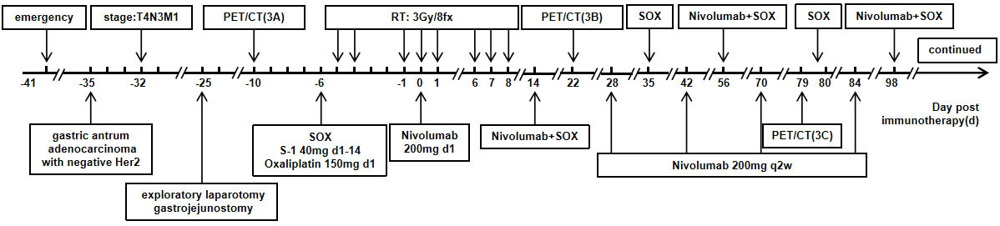 emergency
stage:T4N3M1
PET/CT(3A)
RT: 3Gy/8fx
PET/CT(3B)
SOX
Nivolumab+SOX
SOX
Nivolumab+SOX
continued
-41 -35 -32 -25 -10 -6 -1 0 1 6 7 8 14 22 28 35 42 56 70 79 80 84 98
Day post
immunotherapy(d)
gastric antrum
adenocarcinoma
with negative Her2
exploratory laparotomy
gastrojejunostomy
SOX
S-1 40mg d1-14
Oxaliplatin 150mg d1
Nivolumab
200mg d1
Nivolumab+SOX
PET/CT(3C)
Nivolumab 200mg q2w